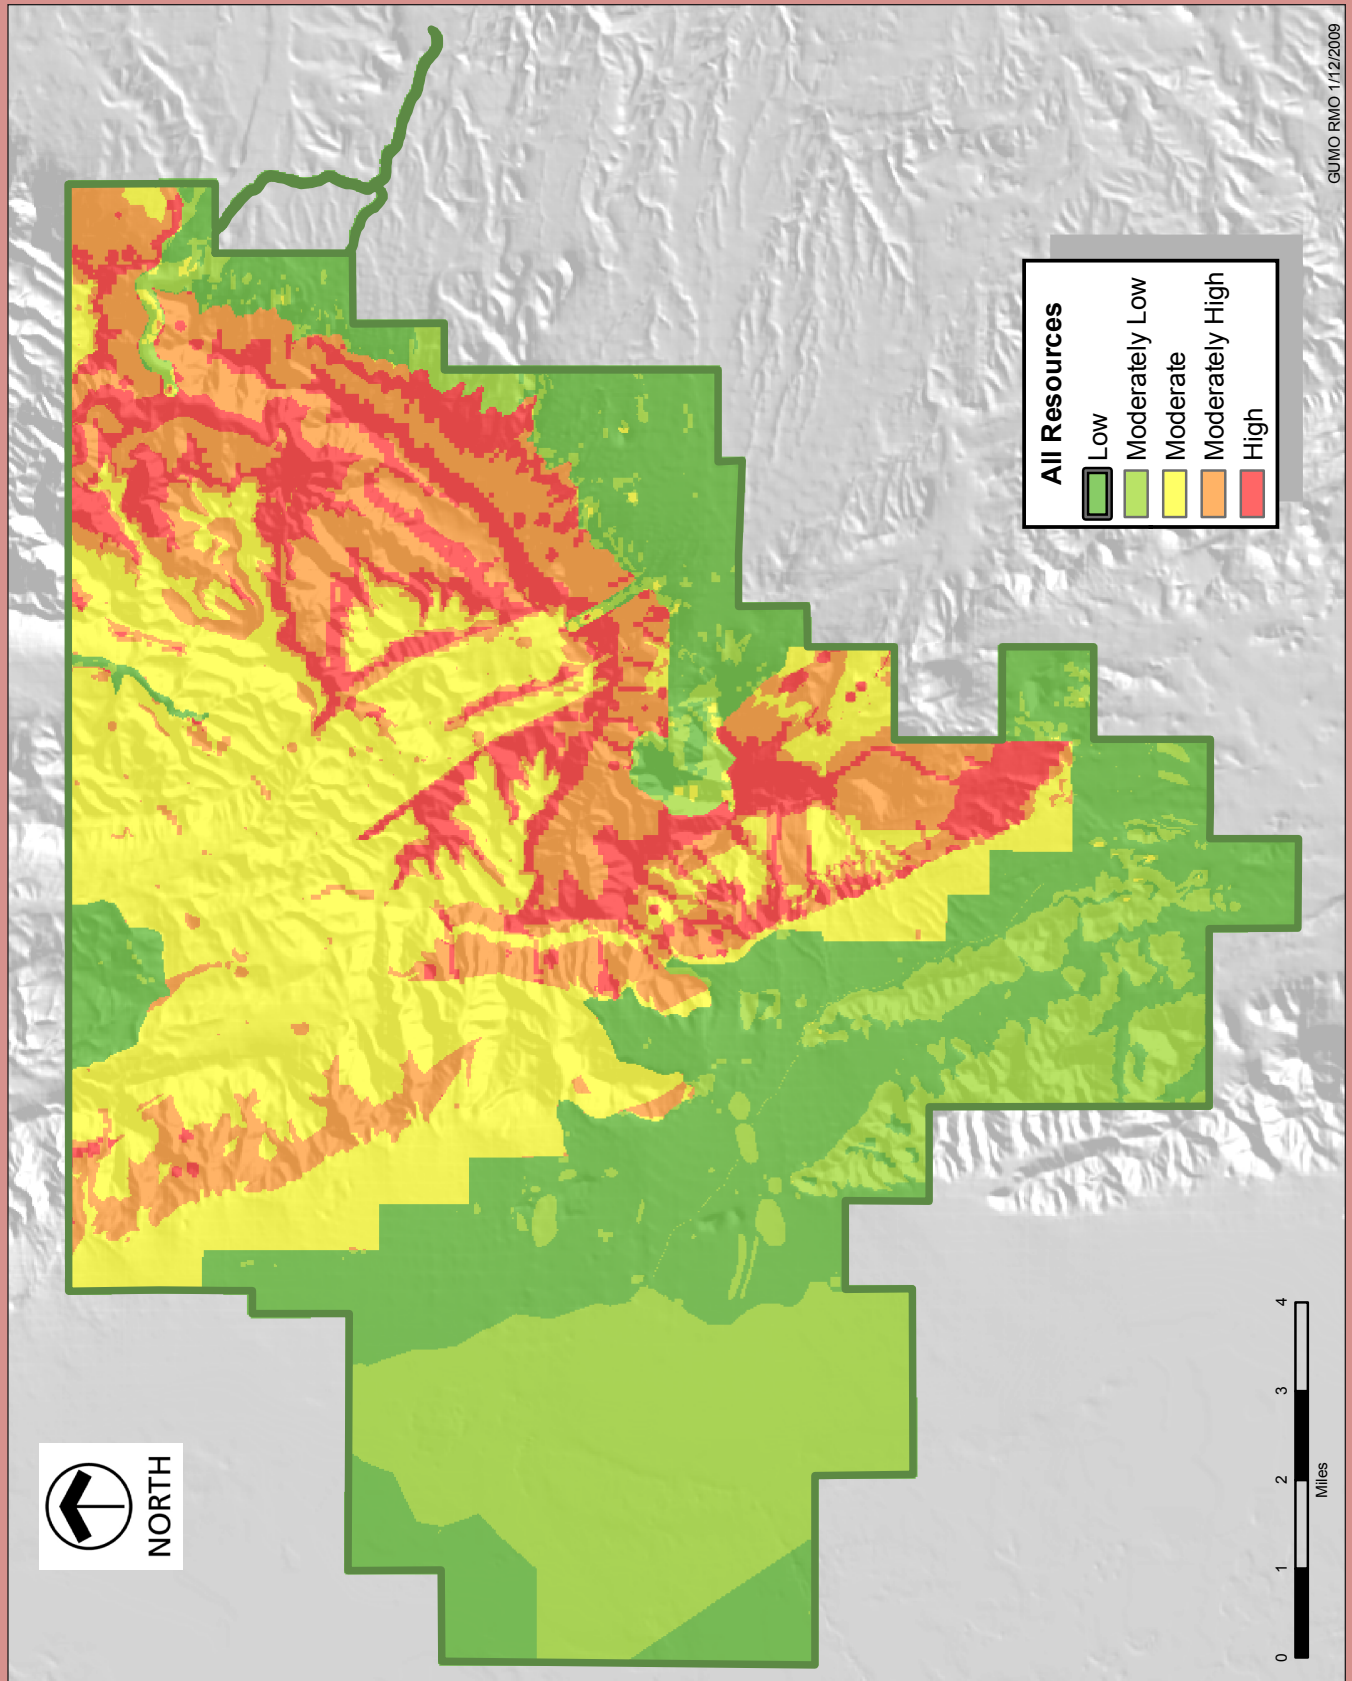 NORTH
All Resources
Low
Moderately Low
Moderate
Moderately High
High
0 1 2 3 4
Miles
GUMO RMO 1/12/2009